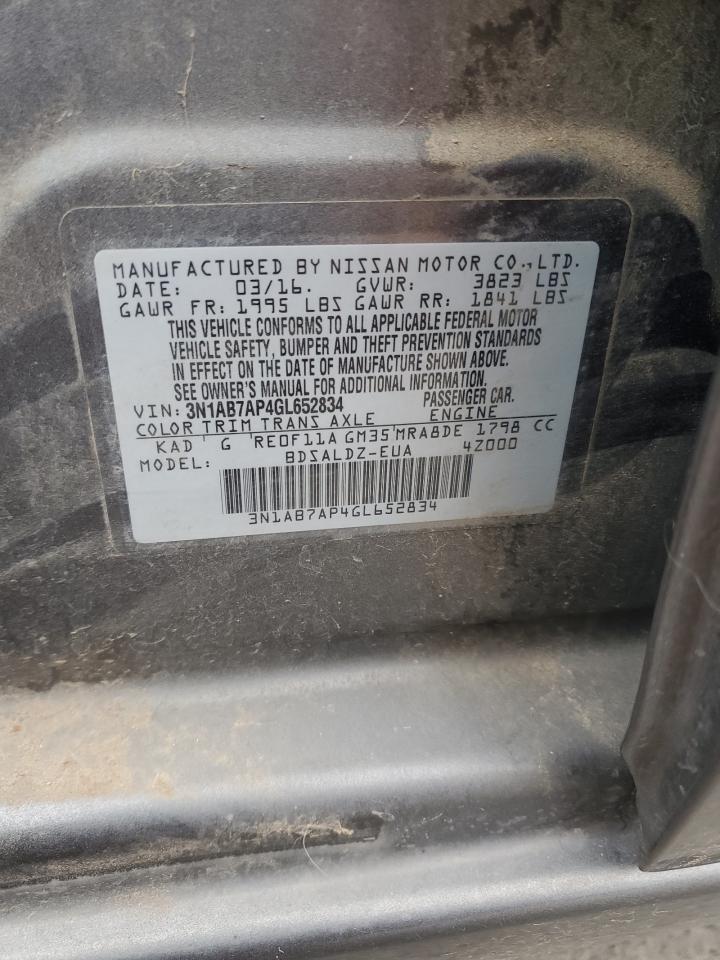 MANUFACTURED BY NISSAN MOTOR CO., LTD.
DATE: 03/16. GVWR: 3823 LBS
GAWR FR: 1995 LBS GAWR RR: 1841 LBS
THIS VEHICLE CONFORMS TO ALL APPLICABLE FEDERAL MOTOR
VEHICLE SAFETY, BUMPER AND THEFT PREVENTION STANDARDS
IN EFFECT ON THE DATE OF MANUFACTURE SHOWN ABOVE.
SEE OWNER'S MANUAL FOR ADDITIONAL INFORMATION.
VIN: 3N1AB7AP4GL652834 PASSENGER CAR.
COLOR TRIM TRANS AXLE ENGINE
KAD ' G 'RE0F11A GM35'MRA8DE 1798 CC
MODEL: BDSALDZ-EUA 4Z000
3N1AB7AP4GL652834